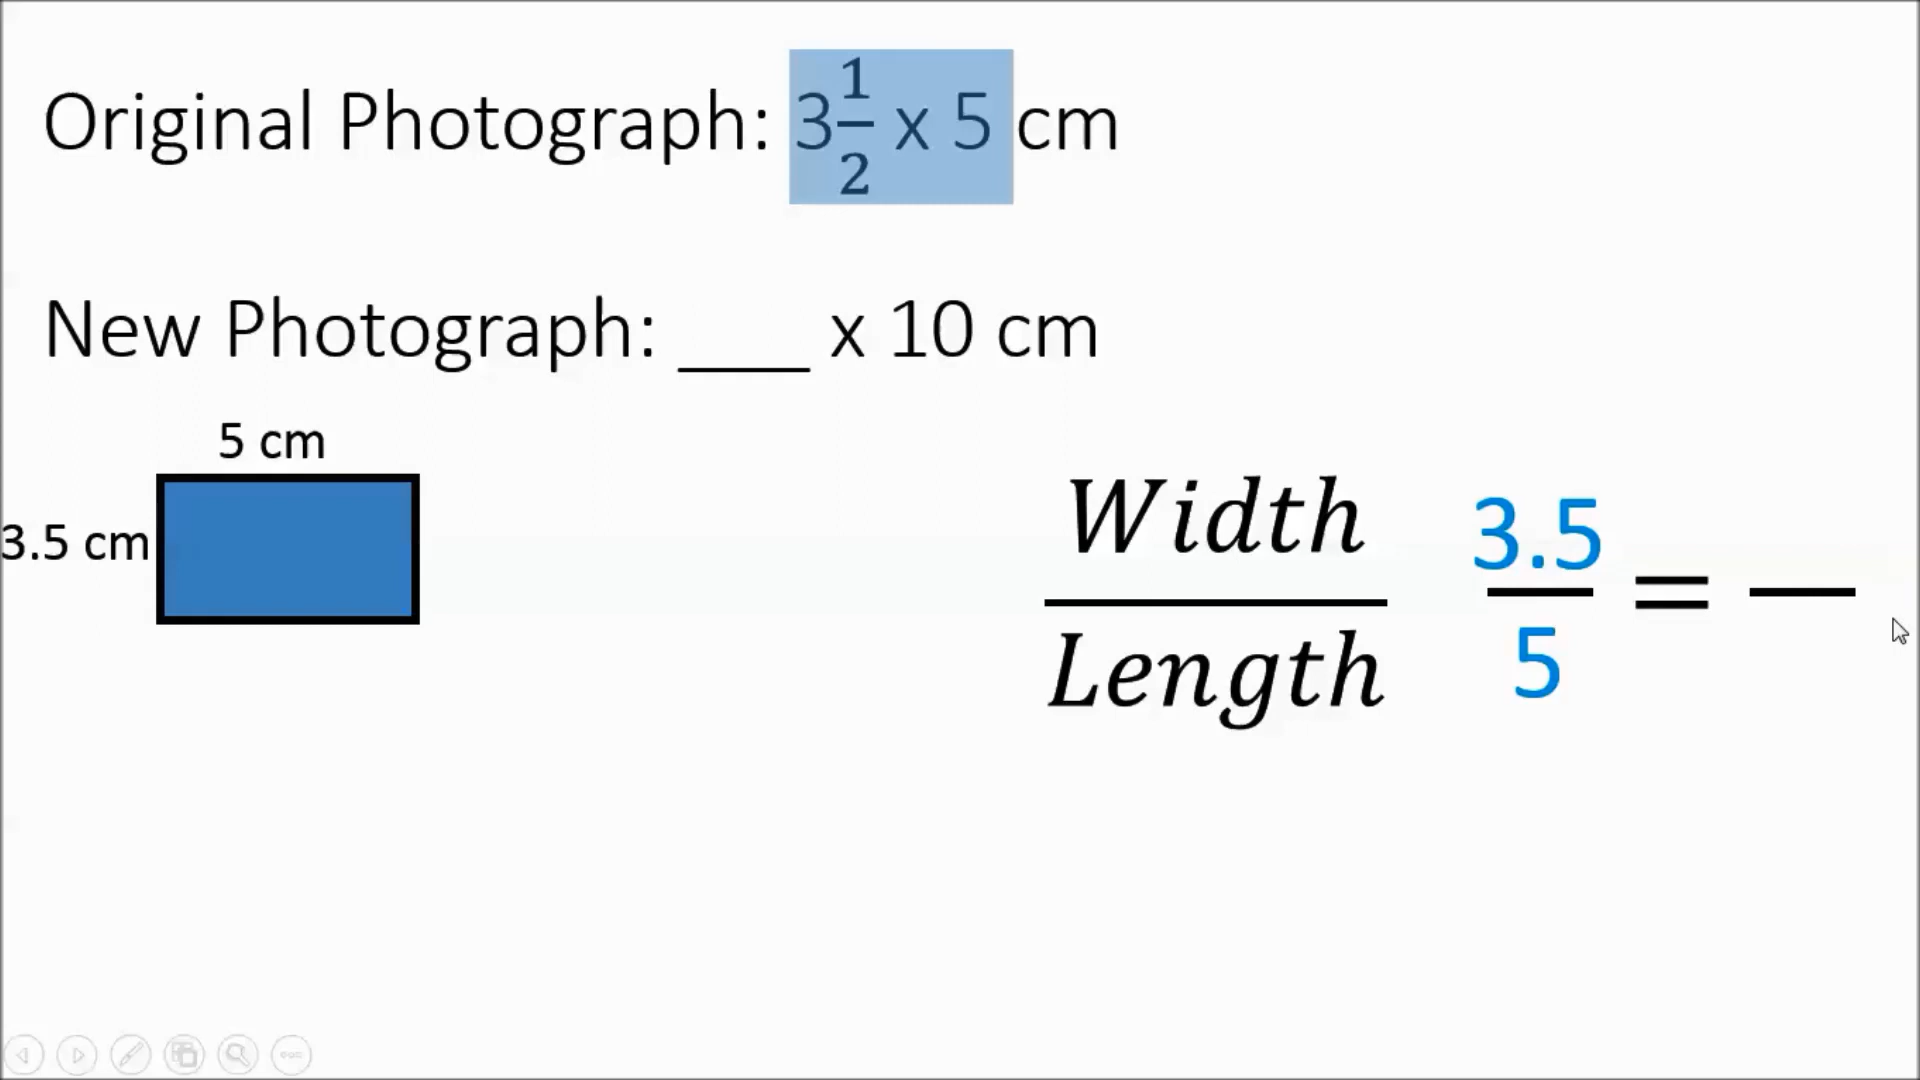 Original Photograph: 3 1/2 x 5 cm
New Photograph: ____ x 10 cm
5 cm
3.5 cm
Width
Length
3.5
5
=